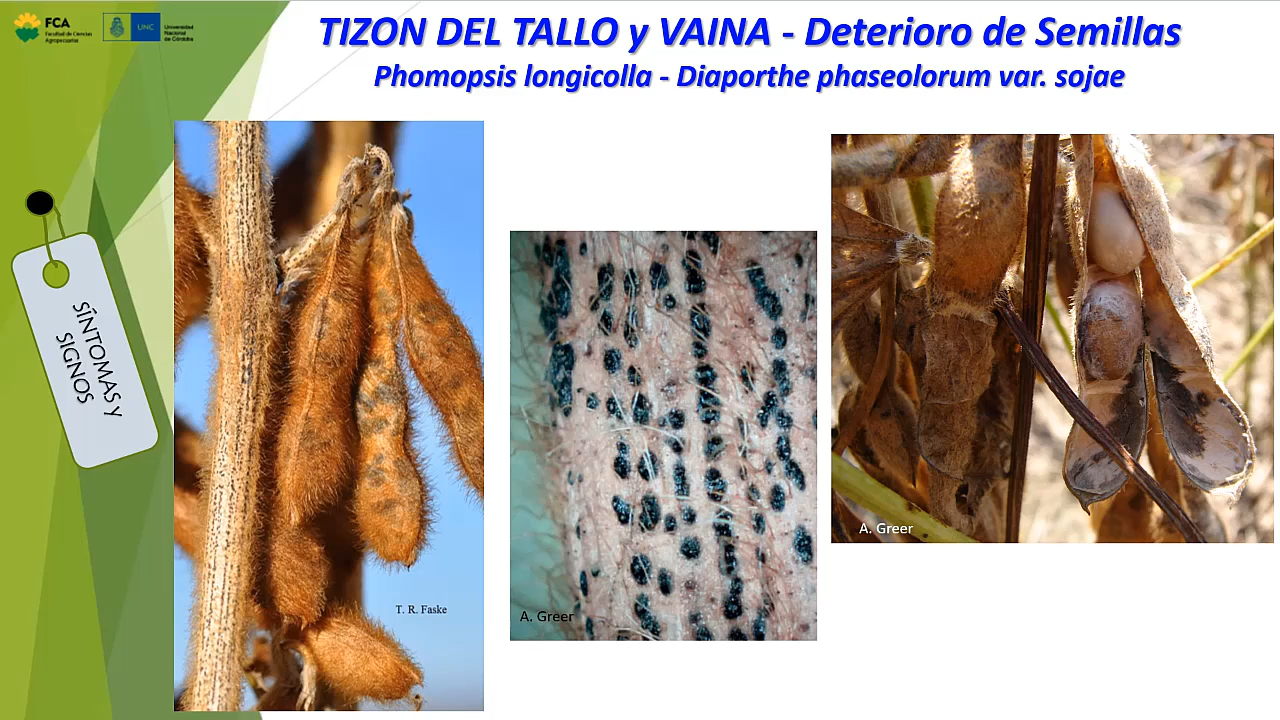 FCA
Facultad de Ciencias
Agropecuarias
UNC
Universidad
Nacional
de Córdoba
TIZON DEL TALLO y VAINA - Deterioro de Semillas
Phomopsis longicolla - Diaporthe phaseolorum var. sojae
SÍNTOMAS Y
SIGNOS
T. R. Faske
A. Greer
A. Greer